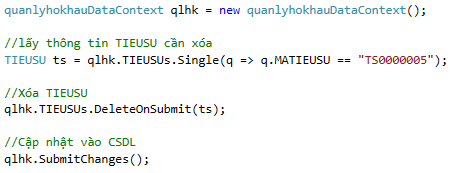 quanlyhokhauDataContext qlhk = new quanlyhokhauDataContext();
//lấy thông tin TIEUSU cần xóa
TIEUSU ts = qlhk.TIEUSUs.Single(q => q.MATIEUSU == "TS0000005");
//Xóa TIEUSU
qlhk.TIEUSUs.DeleteOnSubmit(ts);
//Cập nhật vào CSDL
qlhk.SubmitChanges();